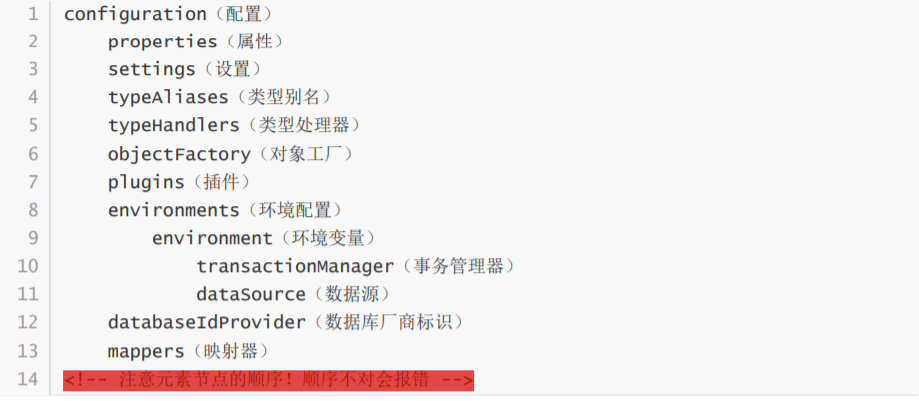 1 configuration（配置）
2 properties（属性）
3 settings（设置）
4 typeAliases（类型别名）
5 typeHandlers（类型处理器）
6 objectFactory（对象工厂）
7 plugins（插件）
8 environments（环境配置）
9 environment（环境变量）
10 transactionManager（事务管理器）
11 dataSource（数据源）
12 databaseIdProvider（数据库厂商标识）
13 mappers（映射器）
14 <!-- 注意元素节点的顺序！顺序不对会报错 -->